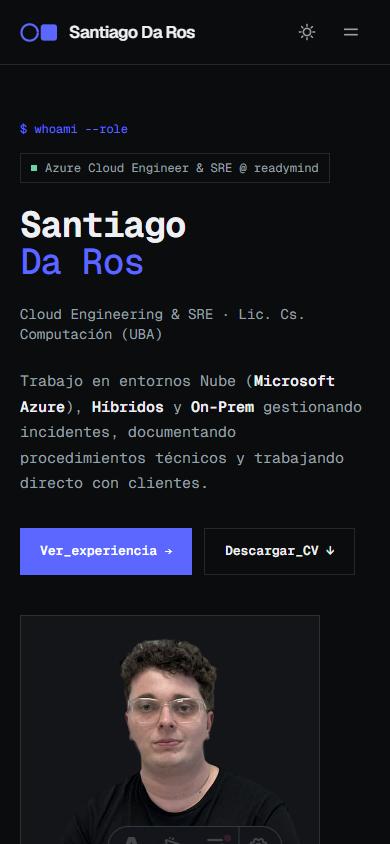 Santiago Da Ros
$ whoami --role
Azure Cloud Engineer & SRE @ readymind
Santiago
Da Ros
Cloud Engineering & SRE · Lic. Cs.
Computación (UBA)
Trabajo en entornos Nube (Microsoft
Azure), Híbridos y On-Prem gestionando
incidentes, documentando
procedimientos técnicos y trabajando
directo con clientes.
Ver_experiencia →
Descargar_CV ↓